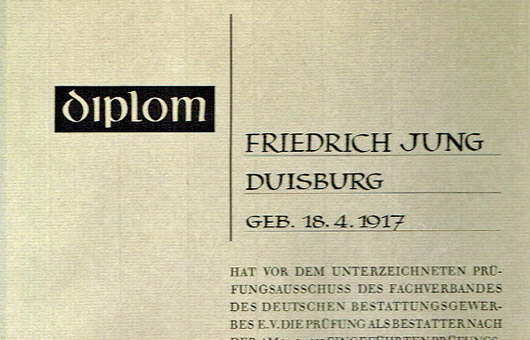 diplom
FRIEDRICH JUNG
DUISBURG
GEB. 18.4.1917
HAT VOR DEM UNTERZEICHNETEN PRÜ-
FUNGSAUSSCHUSS DES FACHVERBANDES
DES DEUTSCHEN BESTATTUNGSGEWER-
BES E.V. DIE PRÜFUNG ALS BESTATTER NACH